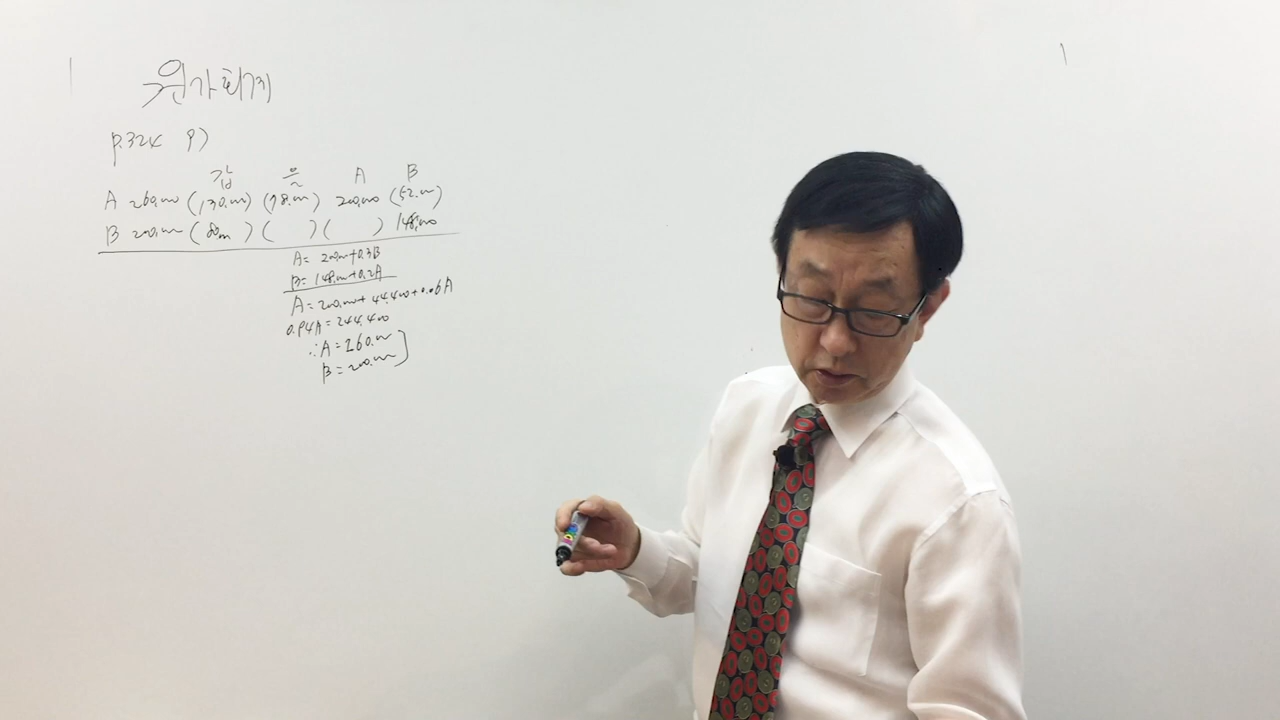 원가회계
p.324 9)
갑 을 A B
A 260,000 (130,000) (78,000) 200,000 (52,000)
B 200,000 (80,000) ( ) ( ) 148,000
A = 200,000+0.3B
B = 148,000+0.2A
A = 200,000+44,400+0.06A
0.94A = 244,400
∴ A = 260,000
B = 200,000